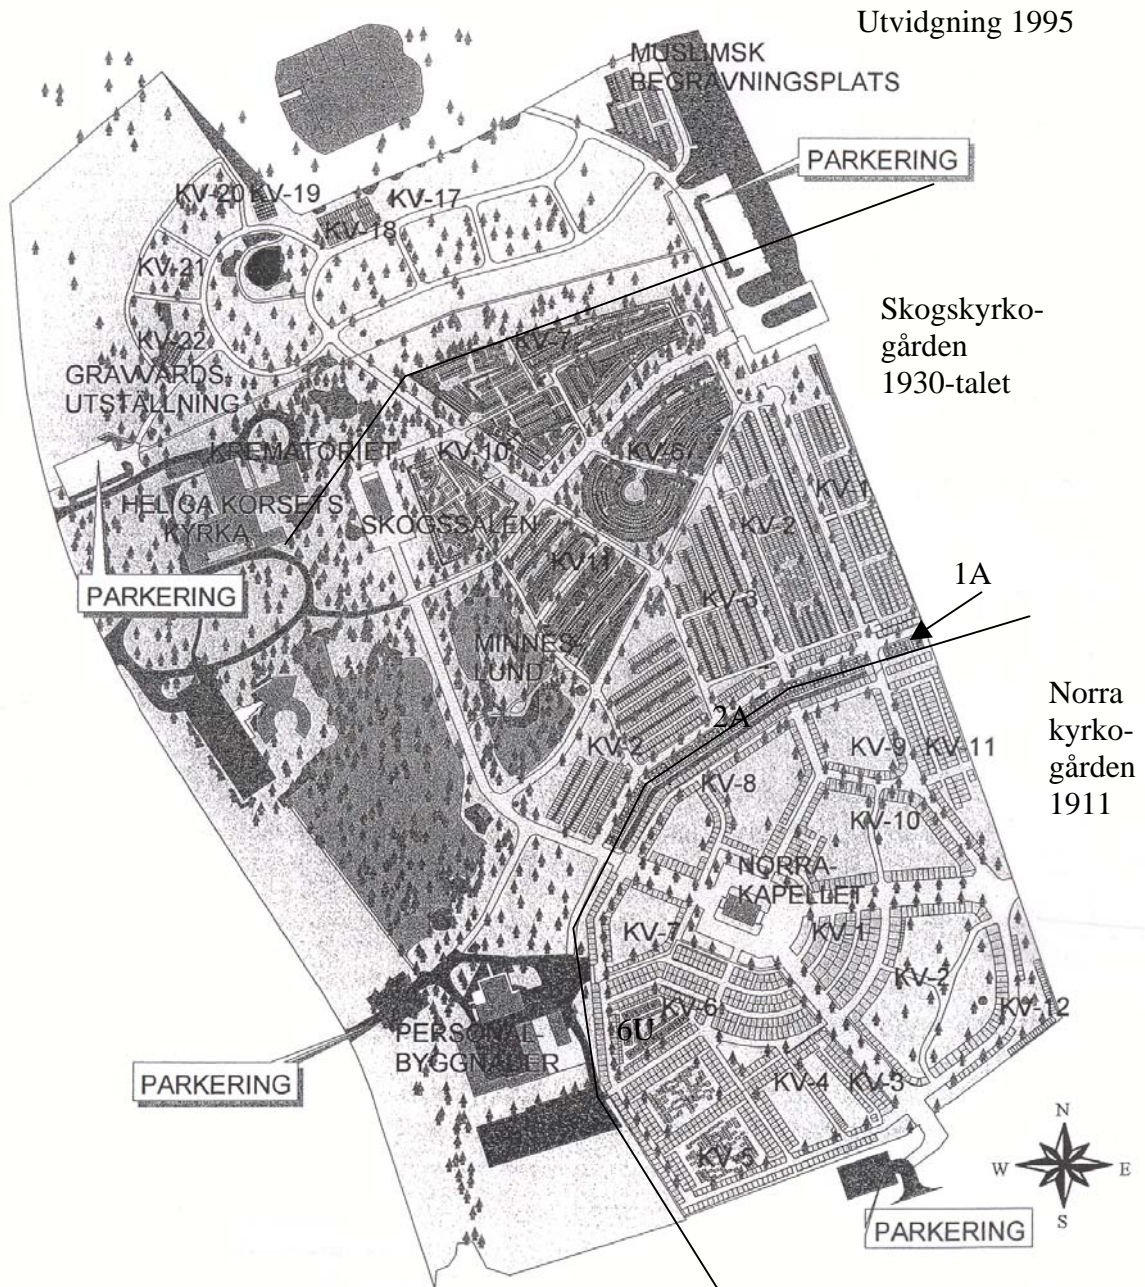 Utvidgning 1995
MUSLIMSK
BEGRAVNINGSPLATS
PARKERING
KV-20
KV-19
KV-17
KV-18
KV-21
KV-22
GRAVVÅRDS-
UTSTÄLLNING
KV-7
Skogskyrko-
gården
1930-talet
KREMATORIET
KV-10
KV-6
HELIGA KORSETS
KYRKA
SKOGSSALEN
KV-1
KV-2
KV11
KV-3
PARKERING
1A
MINNES-
LUND
2A
KV-2
Norra
kyrko-
gården
1911
KV-9
KV-11
KV-8
KV-10
NORRA-
KAPELLET
KV-7
KV-1
KV-2
KV-12
KV-6
6U
PERSONAL-
BYGGNADER
KV-4
KV-3
PARKERING
KV-5
N
W
E
S
PARKERING